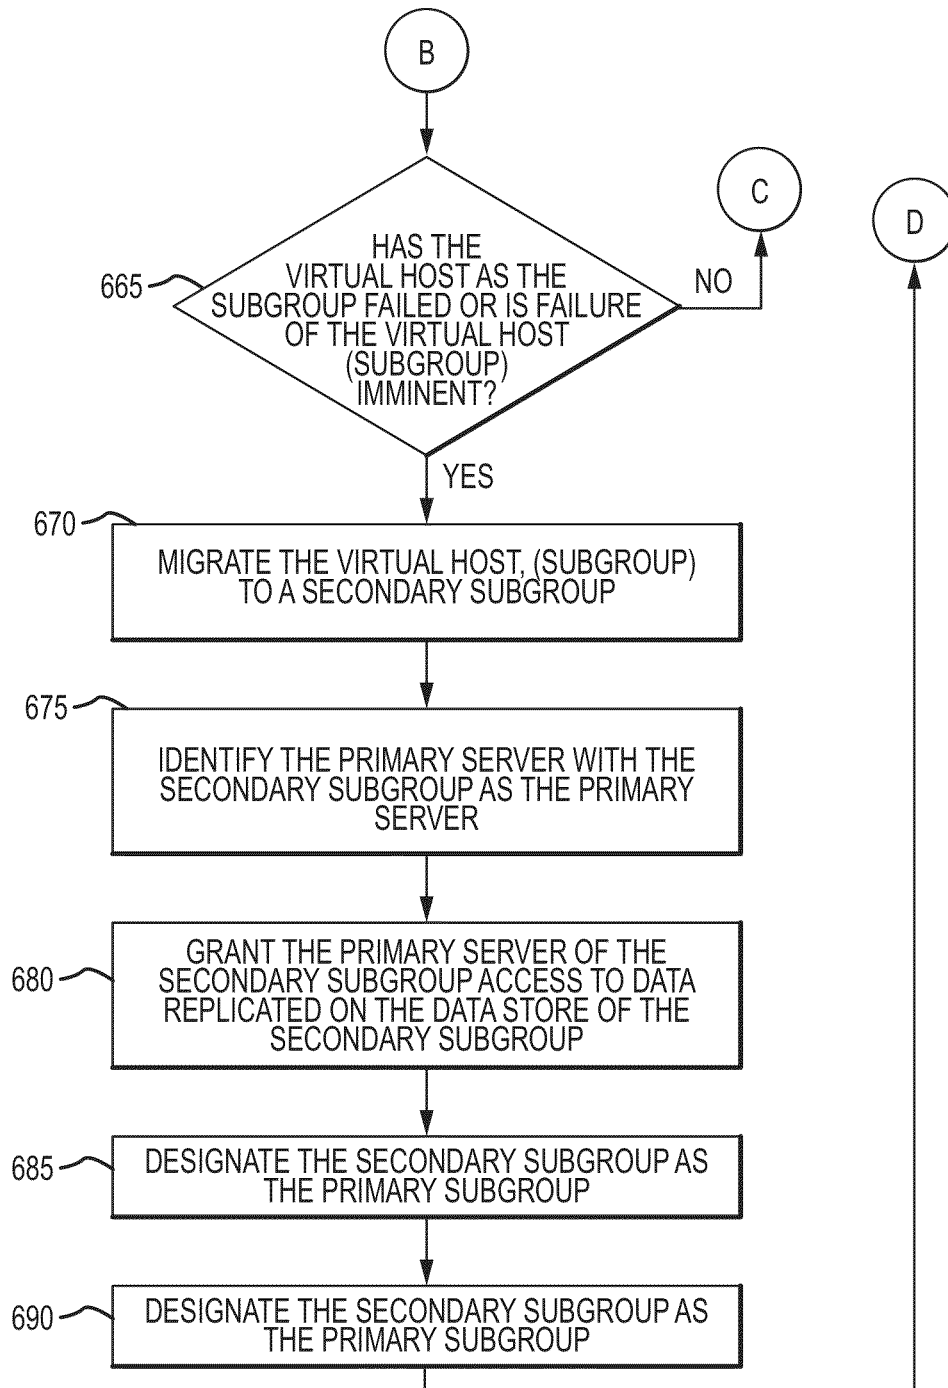 B
C
D
665
HAS THE
VIRTUAL HOST AS THE
SUBGROUP FAILED OR IS FAILURE
OF THE VIRTUAL HOST
(SUBGROUP)
IMMINENT?
NO
YES
670
MIGRATE THE VIRTUAL HOST, (SUBGROUP)
TO A SECONDARY SUBGROUP
675
IDENTIFY THE PRIMARY SERVER WITH THE
SECONDARY SUBGROUP AS THE PRIMARY
SERVER
680
GRANT THE PRIMARY SERVER OF THE
SECONDARY SUBGROUP ACCESS TO DATA
REPLICATED ON THE DATA STORE OF THE
SECONDARY SUBGROUP
685
DESIGNATE THE SECONDARY SUBGROUP AS
THE PRIMARY SUBGROUP
690
DESIGNATE THE SECONDARY SUBGROUP AS
THE PRIMARY SUBGROUP